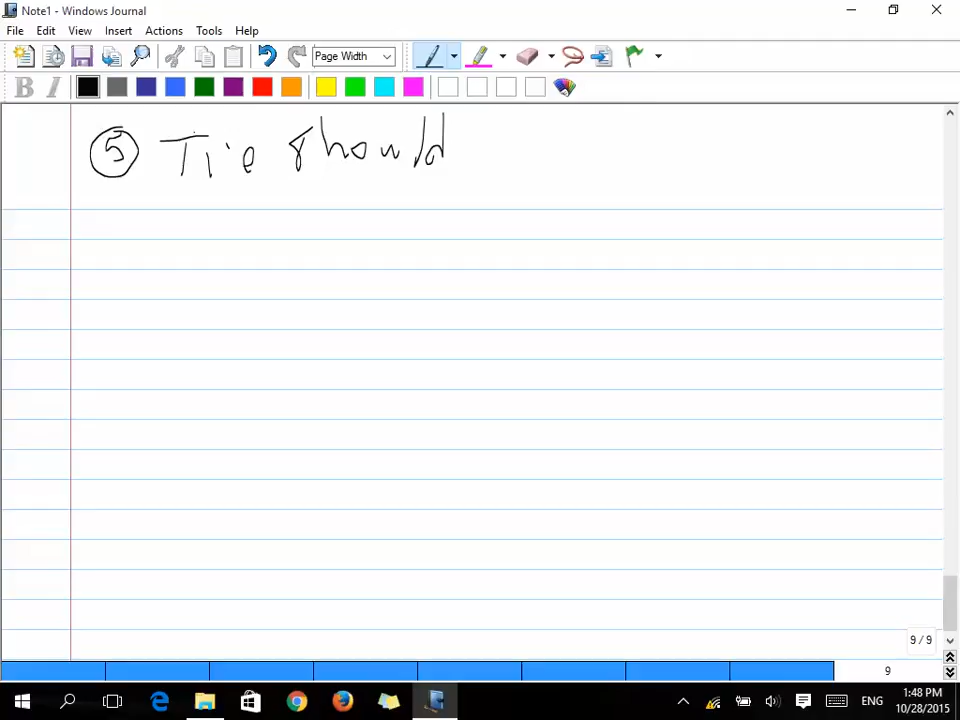 Note1 - Windows Journal
File Edit View Insert Actions Tools Help
Page Width
B I
5 Tie should
9 / 9
9
ENG
1:48 PM
10/28/2015